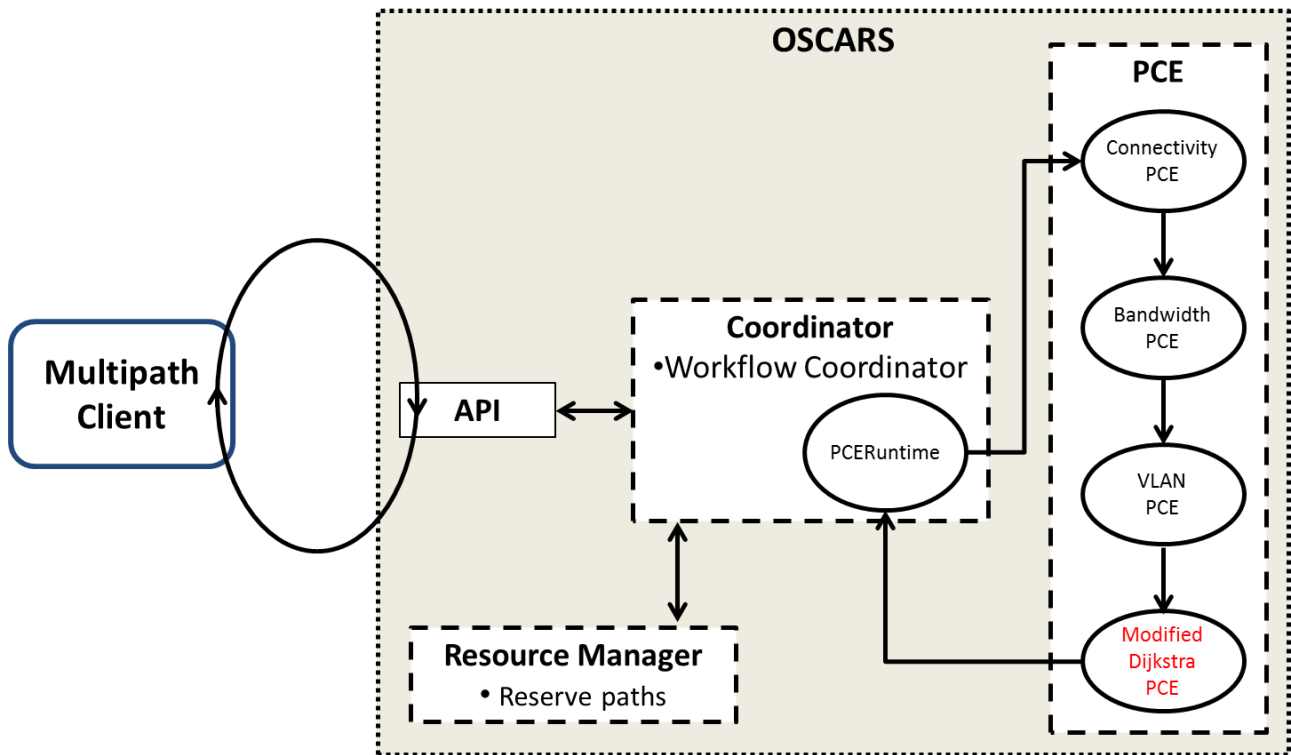 OSCARS
PCE
Connectivity
PCE
Bandwidth
PCE
VLAN
PCE
Modified
Dijkstra
PCE
Multipath
Client
API
Coordinator
•Workflow Coordinator
PCERuntime
Resource Manager
• Reserve paths